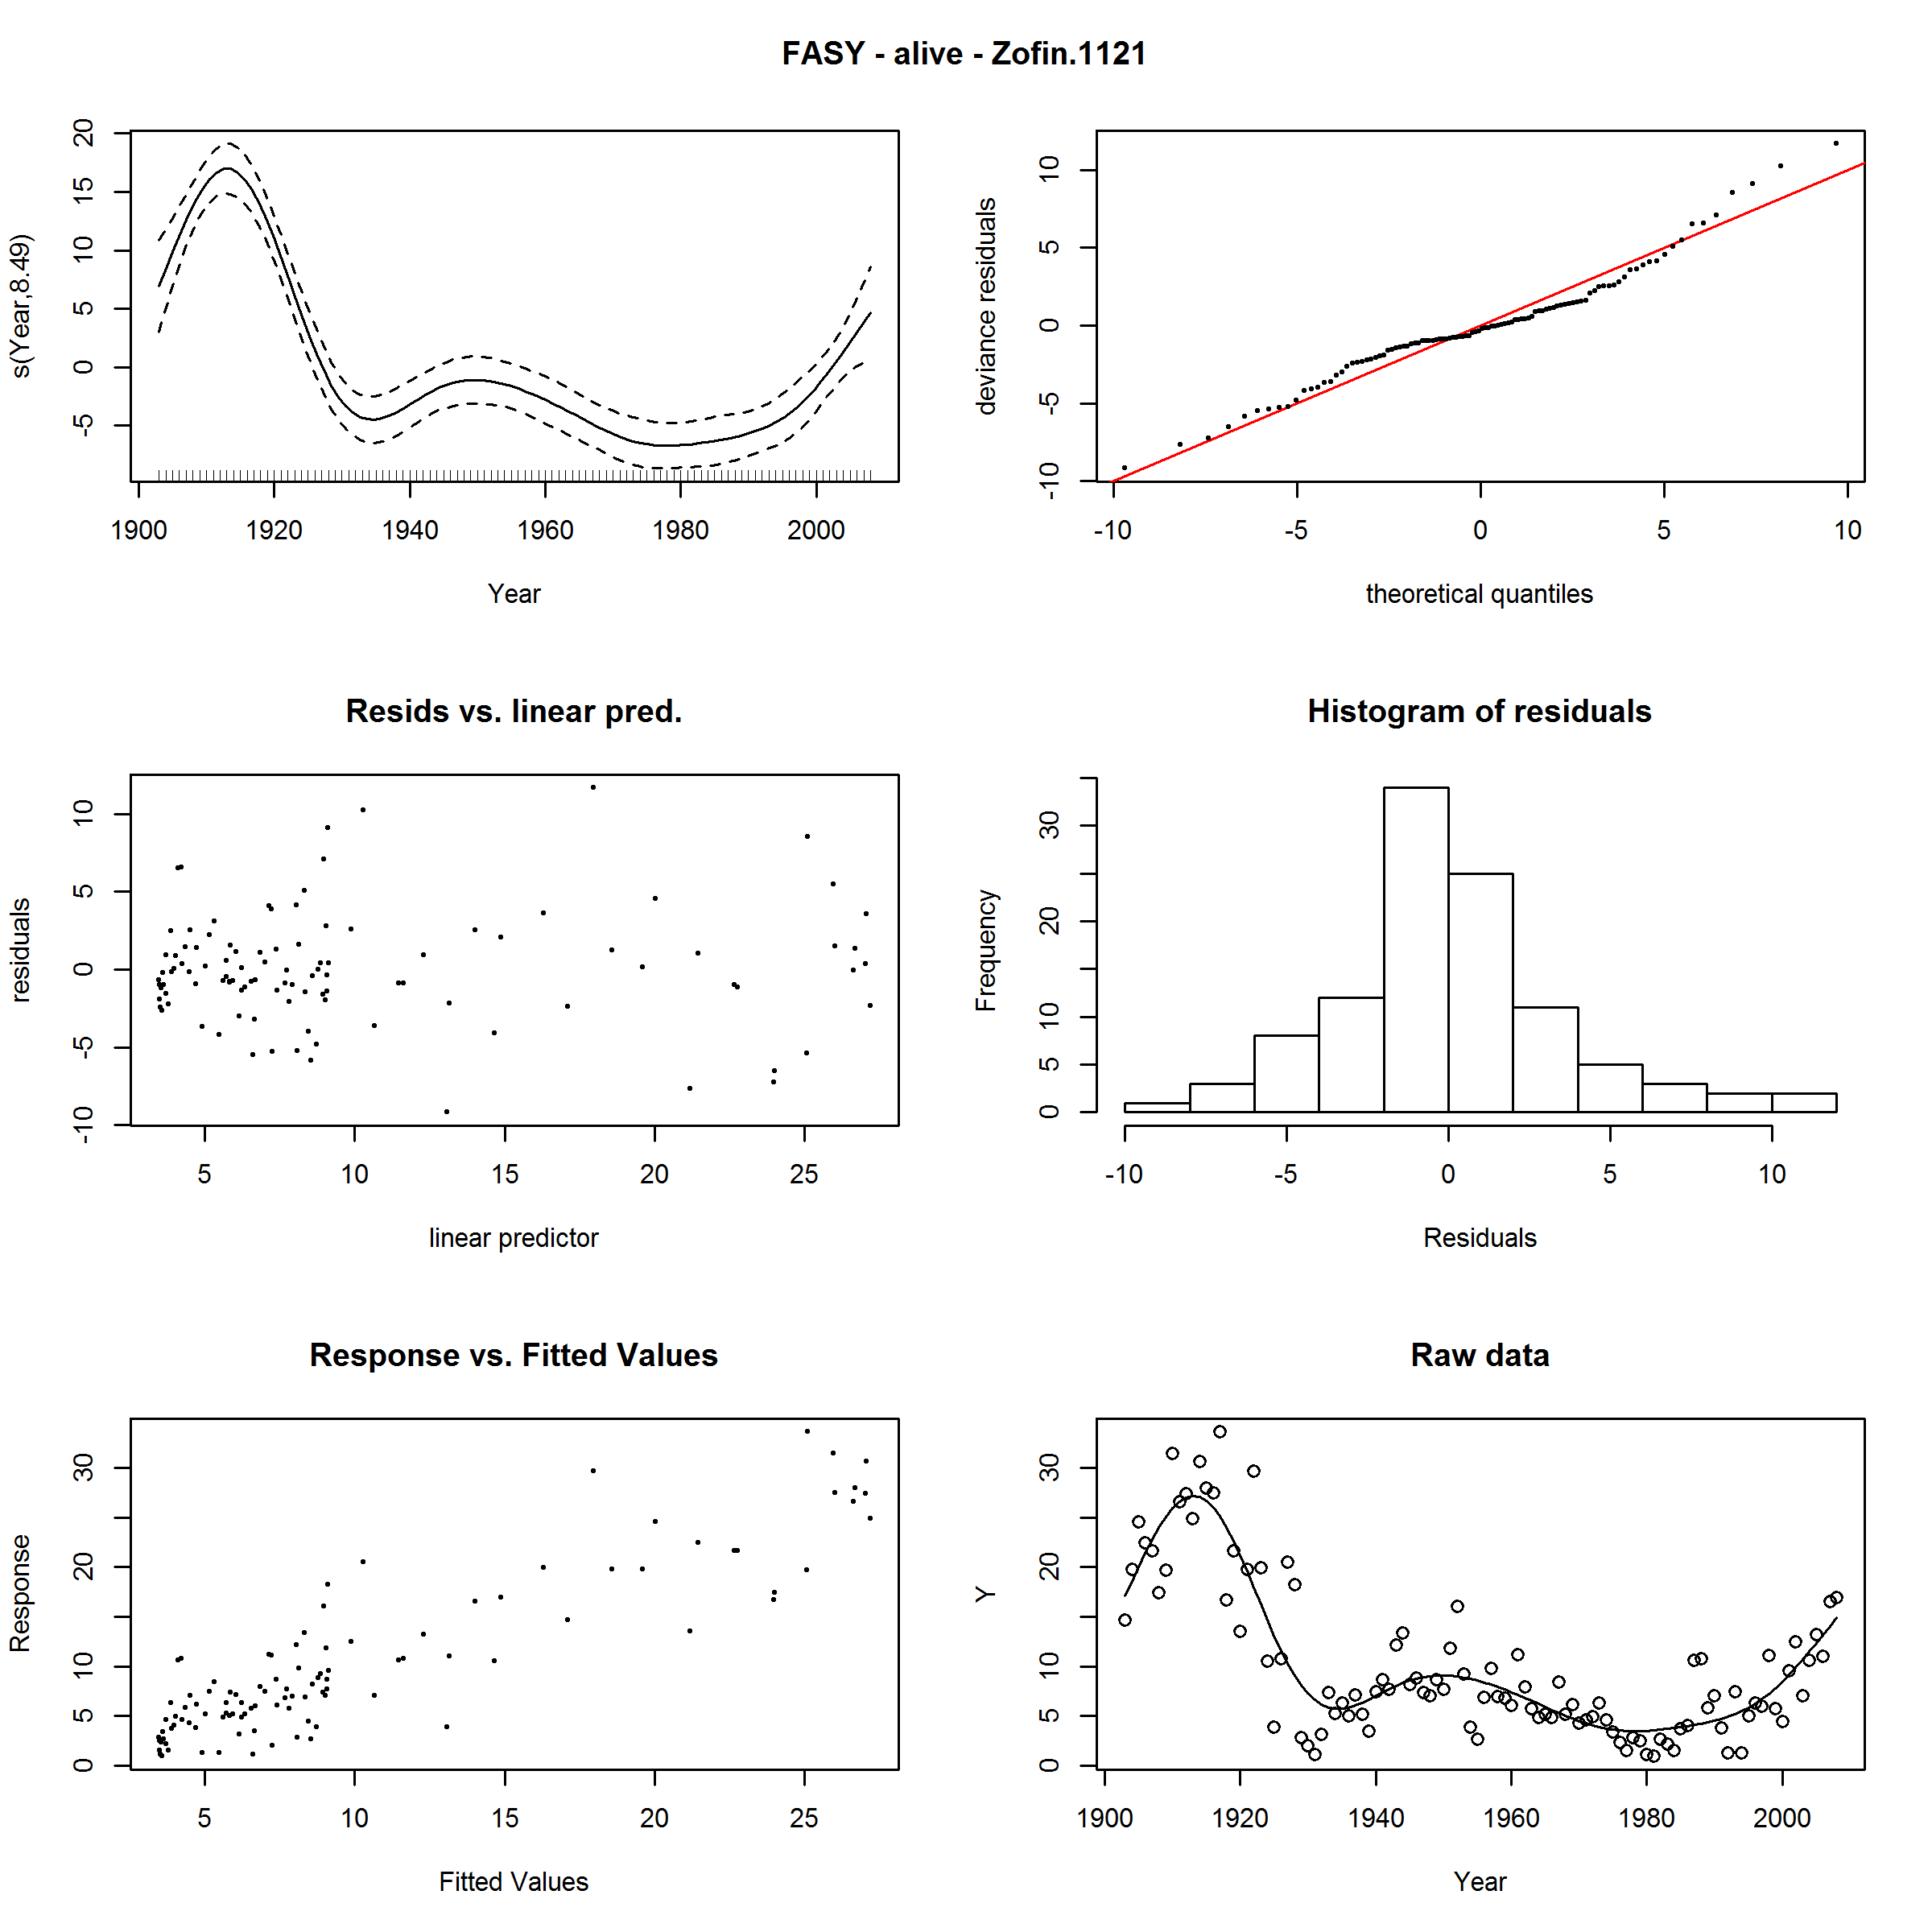 FASY - alive - Zofin.1121
s(Year,8.49)
-5 0 5 10 15 20
1900 1920 1940 1960 1980 2000
Year
deviance residuals
-10 -5 0 5 10
-10 -5 0 5 10
theoretical quantiles
Resids vs. linear pred.
residuals
-10 -5 0 5 10
5 10 15 20 25
linear predictor
Histogram of residuals
Frequency
0 5 10 20 30
-10 -5 0 5 10
Residuals
Response vs. Fitted Values
Response
0 5 10 20 30
5 10 15 20 25
Fitted Values
Raw data
Y
0 5 10 20 30
1900 1920 1940 1960 1980 2000
Year